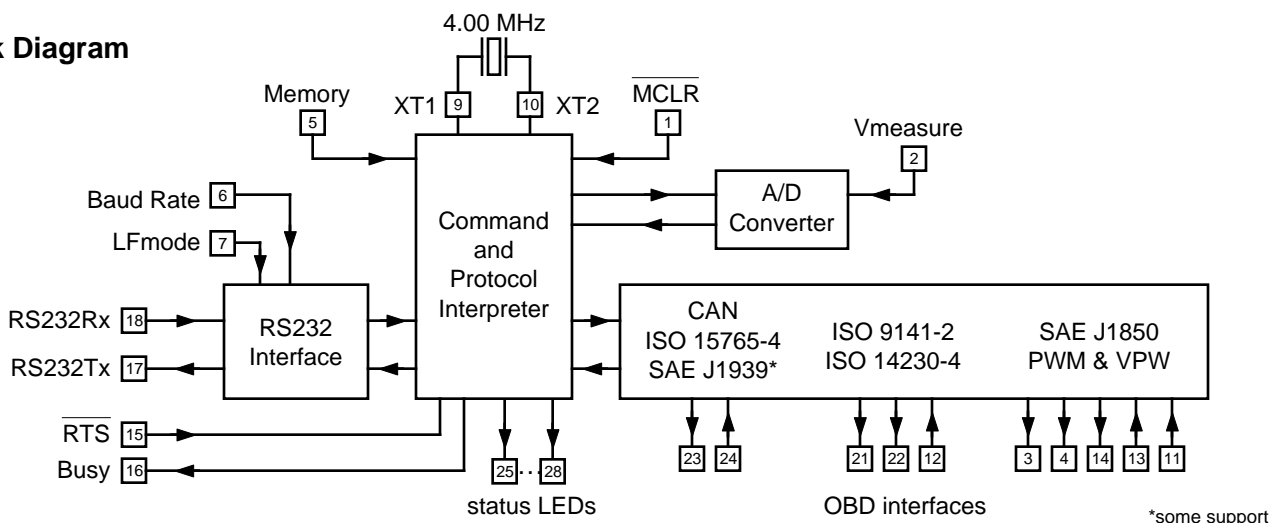 k Diagram
4.00 MHz
Memory
5
XT1
9
10
XT2
MCLR
1
Vmeasure
2
Baud Rate
6
LFmode
7
A/D
Converter
Command
and
Protocol
Interpreter
RS232Rx
18
RS232Tx
17
RS232
Interface
CAN
ISO 15765-4
SAE J1939*
ISO 9141-2
ISO 14230-4
SAE J1850
PWM & VPW
RTS
15
Busy
16
25 ... 28
status LEDs
23 24
21 22 12
3 4 14 13 11
OBD interfaces
*some support